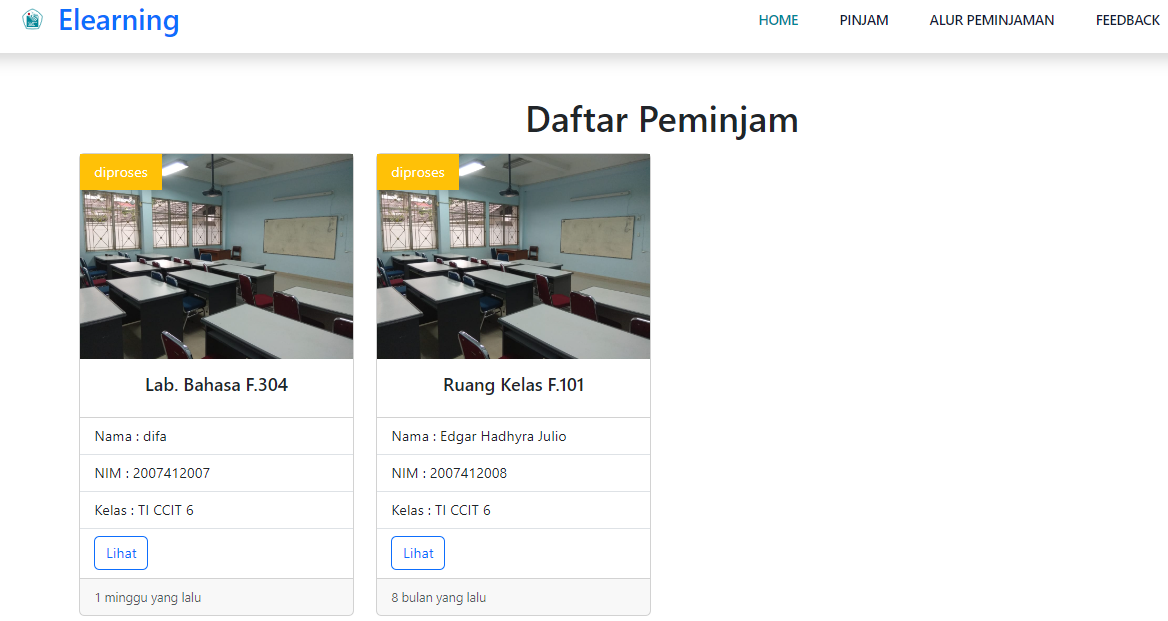 Elearning
HOME PINJAM ALUR PEMINJAMAN FEEDBACK
Daftar Peminjam
diproses
Lab. Bahasa F.304
Nama : difa
NIM : 2007412007
Kelas : TI CCIT 6
Lihat
1 minggu yang lalu
diproses
Ruang Kelas F.101
Nama : Edgar Hadhyra Julio
NIM : 2007412008
Kelas : TI CCIT 6
Lihat
8 bulan yang lalu